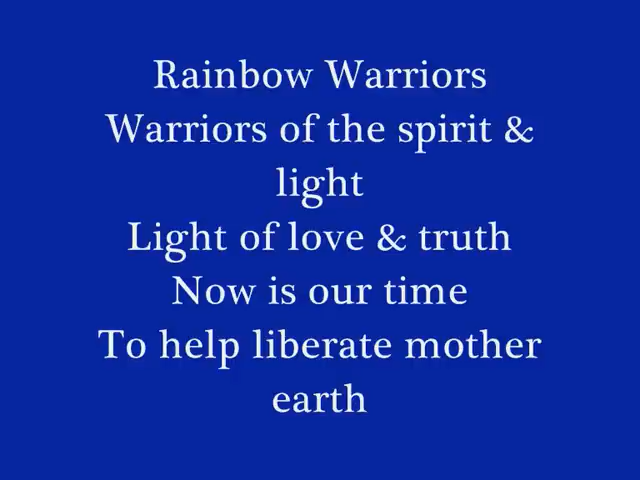 Rainbow Warriors
Warriors of the spirit &
light
Light of love & truth
Now is our time
To help liberate mother
earth